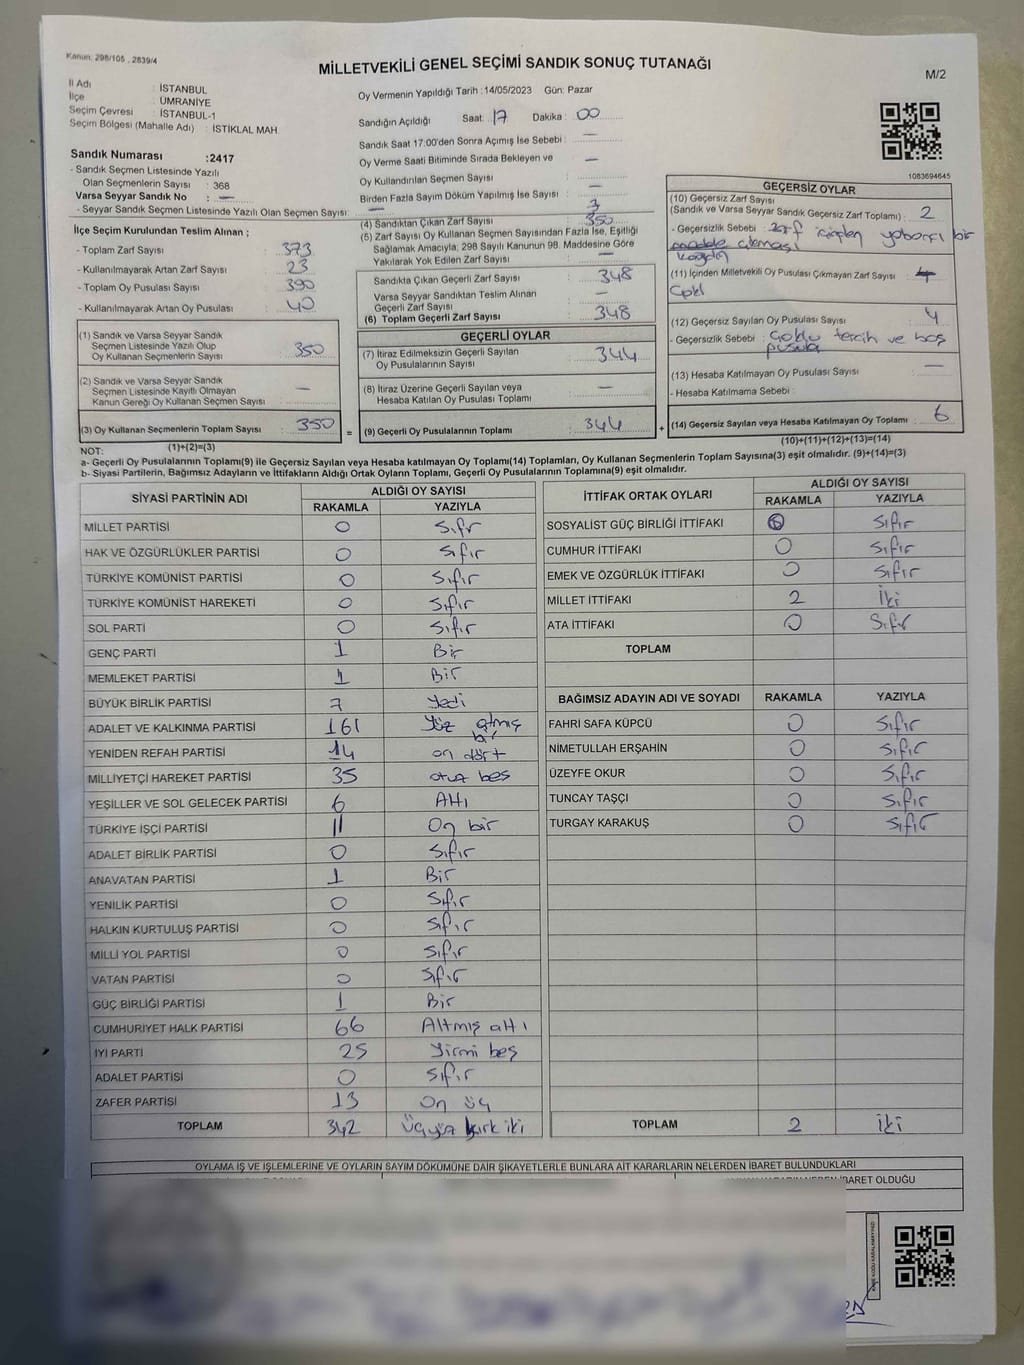 Kanun: 298/105 , 2839/4
MİLLETVEKİLİ GENEL SEÇİMİ SANDIK SONUÇ TUTANAĞI
M/2
İl Adı : İSTANBUL
İlçe : ÜMRANİYE
Seçim Çevresi : İSTANBUL-1
Seçim Bölgesi (Mahalle Adı) : İSTİKLAL MAH.
Sandık Numarası :2417
- Sandık Seçmen Listesinde Yazılı
Olan Seçmenlerin Sayısı : 368
Varsa Seyyar Sandık No : —
- Seyyar Sandık Seçmen Listesinde Yazılı Olan Seçmen Sayısı: —
İlçe Seçim Kurulundan Teslim Alınan ;
- Toplam Zarf Sayısı : 373
- Kullanılmayarak Artan Zarf Sayısı : 23
- Toplam Oy Pusulası Sayısı : 390
- Kullanılmayarak Artan Oy Pusulası : 40
(1) Sandık ve Varsa Seyyar Sandık
Seçmen Listesinde Yazılı Olup
Oy Kullanan Seçmenlerin Sayısı : 350
(2) Sandık ve Varsa Seyyar Sandık
Seçmen Listesinde Kayıtlı Olmayan
Kanun Gereği Oy Kullanan Seçmen Sayısı : —
(3) Oy Kullanan Seçmenlerin Toplam Sayısı : 350
(1)+(2)=(3)
Oy Vermenin Yapıldığı Tarih :14/05/2023 Gün: Pazar
Sandığın Açıldığı Saat: 17 Dakika : 00
Sandık Saat 17:00'den Sonra Açımış İse Sebebi : —
Oy Verme Saati Bitiminde Sırada Bekleyen ve
Oy Kullandırılan Seçmen Sayısı : —
Birden Fazla Sayım Döküm Yapılmış İse Sayısı : —
(4) Sandıktan Çıkan Zarf Sayısı : 350
(5) Zarf Sayısı Oy Kullanan Seçmen Sayısından Fazla İse, Eşitliği
Sağlamak Amacıyla; 298 Sayılı Kanunun 98. Maddesine Göre
Yakılarak Yok Edilen Zarf Sayısı : —
Sandıkta Çıkan Geçerli Zarf Sayısı : 348
Varsa Seyyar Sandıktan Teslim Alınan
Geçerli Zarf Sayısı : —
(6) Toplam Geçerli Zarf Sayısı : 348
GEÇERLİ OYLAR
(7) İtiraz Edilmeksizin Geçerli Sayılan
Oy Pusulalarının Sayısı : 344
(8) İtiraz Üzerine Geçerli Sayılan veya
Hesaba Katılan Oy Pusulası Toplamı : —
= (9) Geçerli Oy Pusulalarının Toplamı : 344 +
1083694645
GEÇERSİZ OYLAR
(10) Geçersiz Zarf Sayısı
(Sandık ve Varsa Seyyar Sandık Geçersiz Zarf Toplamı) : 2
- Geçersizlik Sebebi : zarf içinden yabancı bir
madde çıkması
(11) İçinden Milletvekili Oy Pusulası Çıkmayan Zarf Sayısı :
(12) Geçersiz Sayılan Oy Pusulası Sayısı : 4
- Geçersizlik Sebebi : Çoklu tercih ve boş
pusula
(13) Hesaba Katılmayan Oy Pusulası Sayısı : —
- Hesaba Katılmama Sebebi :
(14) Geçersiz Sayılan veya Hesaba Katılmayan Oy Toplamı : 6
(10)+(11)+(12)+(13)=(14)
NOT:
a- Geçerli Oy Pusulalarının Toplamı(9) ile Geçersiz Sayılan veya Hesaba katılmayan Oy Toplamı(14) Toplamları, Oy Kullanan Seçmenlerin Toplam Sayısına(3) eşit olmalıdır. (9)+(14)=(3)
b- Siyasi Partilerin, Bağımsız Adayların ve İttifakların Aldığı Ortak Oyların Toplamı, Geçerli Oy Pusulalarının Toplamına(9) eşit olmalıdır.
SİYASİ PARTİNİN ADI ALDIĞI OY SAYISI
RAKAMLA YAZIYLA
MİLLET PARTİSİ 0 Sıfır
HAK VE ÖZGÜRLÜKLER PARTİSİ 0 Sıfır
TÜRKİYE KOMÜNİST PARTİSİ 0 Sıfır
TÜRKİYE KOMÜNİST HAREKETİ 0 Sıfır
SOL PARTİ 0 Sıfır
GENÇ PARTİ 1 Bir
MEMLEKET PARTİSİ 1 Bir
BÜYÜK BİRLİK PARTİSİ 7 Yedi
ADALET VE KALKINMA PARTİSİ 161 Yüz atmış bir
YENİDEN REFAH PARTİSİ 14 on dört
MİLLİYETÇİ HAREKET PARTİSİ 35 otuz beş
YEŞİLLER VE SOL GELECEK PARTİSİ 6 Altı
TÜRKİYE İŞÇİ PARTİSİ 11 On bir
ADALET BİRLİK PARTİSİ 0 Sıfır
ANAVATAN PARTİSİ 1 Bir
YENİLİK PARTİSİ 0 Sıfır
HALKIN KURTULUŞ PARTİSİ 0 Sıfır
MİLLİ YOL PARTİSİ 0 Sıfır
VATAN PARTİSİ 0 Sıfır
GÜÇ BİRLİĞİ PARTİSİ 1 Bir
CUMHURİYET HALK PARTİSİ 66 Altmış altı
İYİ PARTİ 25 Yirmi beş
ADALET PARTİSİ 0 Sıfır
ZAFER PARTİSİ 13 On üç
TOPLAM 342 Üçyüz kırk iki
İTTİFAK ORTAK OYLARI ALDIĞI OY SAYISI
RAKAMLA YAZIYLA
SOSYALİST GÜÇ BİRLİĞİ İTTİFAKI Sıfır
CUMHUR İTTİFAKI 0 Sıfır
EMEK VE ÖZGÜRLÜK İTTİFAKI 0 Sıfır
MİLLET İTTİFAKI 2 İki
ATA İTTİFAKI 0 Sıfır
TOPLAM
BAĞIMSIZ ADAYIN ADI VE SOYADI RAKAMLA YAZIYLA
FAHRİ SAFA KÜPCÜ 0 Sıfır
NİMETULLAH ERŞAHİN 0 Sıfır
ÜZEYFE OKUR 0 Sıfır
TUNCAY TAŞÇI 0 Sıfır
TURGAY KARAKUŞ 0 Sıfır
TOPLAM 2 İki
OYLAMA İŞ VE İŞLEMLERİNE VE OYLARIN SAYIM DÖKÜMÜNE DAİR ŞİKAYETLERLE BUNLARA AİT KARARLARIN NELERDEN İBARET BULUNDUKLARI
İBARET OLDUĞU